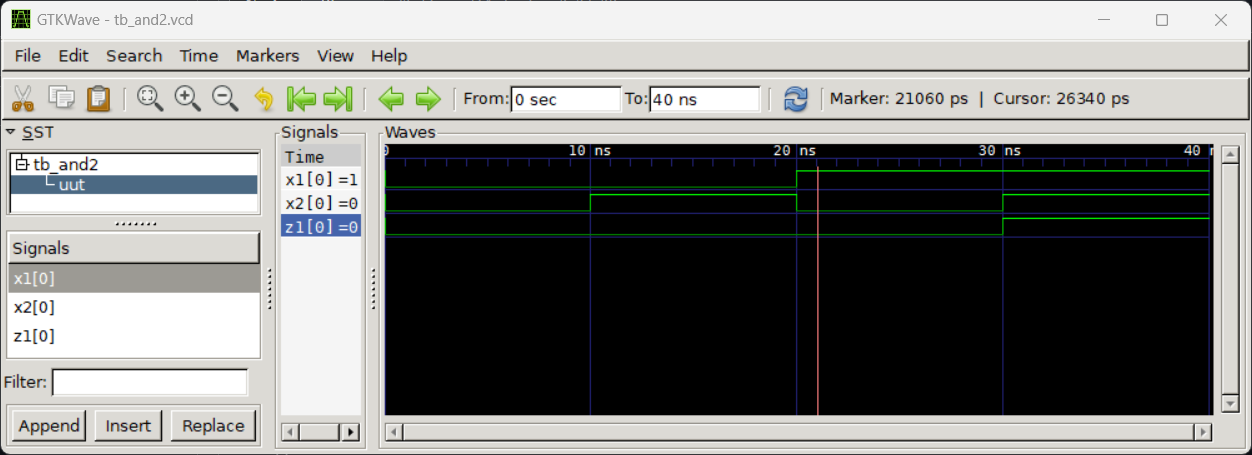 GTKWave - tb_and2.vcd
File Edit Search Time Markers View Help
From: 0 sec To: 40 ns Marker: 21060 ps | Cursor: 26340 ps
SST
tb_and2
uut
Signals
x1[0]
x2[0]
z1[0]
Filter:
Append Insert Replace
Signals
Time
x1[0] =1
x2[0] =0
z1[0] =0
Waves
0 10 ns 20 ns 30 ns 40 n